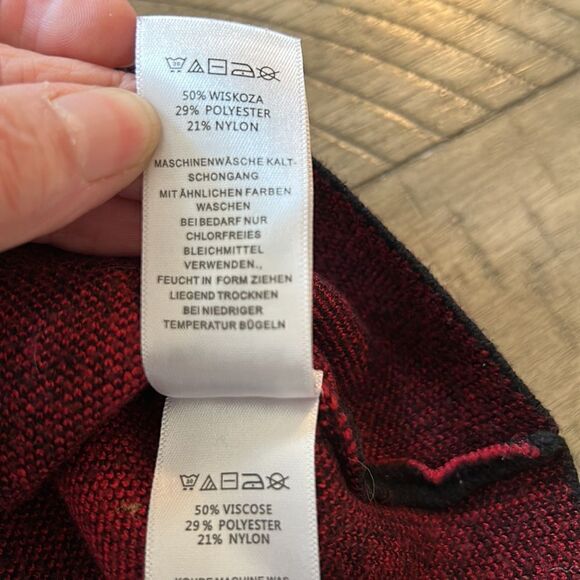 50% WISKOZA
29% POLYESTER
21% NYLON
MASCHINENWÄSCHE KALT-
SCHONGANG
MIT ÄHNLICHEN FARBEN
WASCHEN
BEI BEDARF NUR
CHLORFREIES
BLEICHMITTEL
VERWENDEN.,
FEUCHT IN FORM ZIEHEN
LIEGEND TROCKNEN
BEI NIEDRIGER
TEMPERATUR BÜGELN
50% VISCOSE
29% POLYESTER
21% NYLON